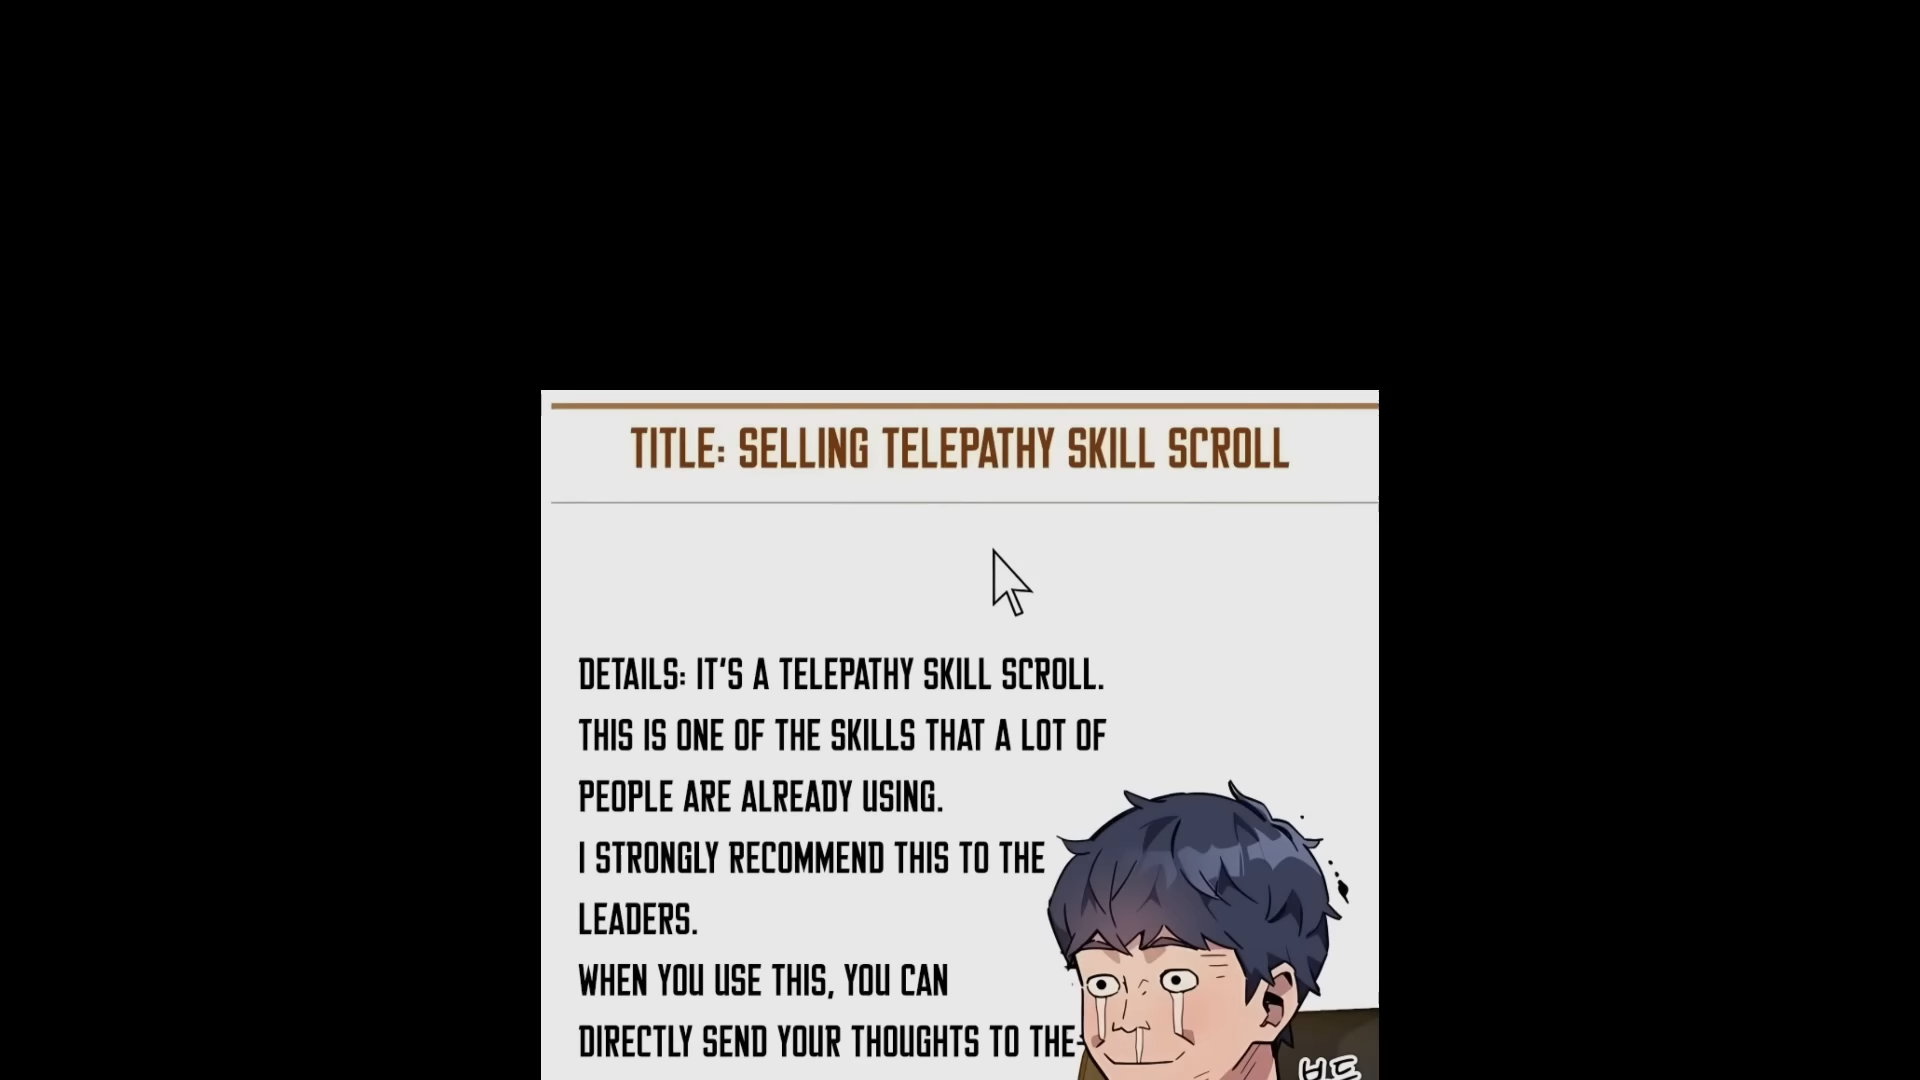 TITLE: SELLING TELEPATHY SKILL SCROLL
DETAILS: IT'S A TELEPATHY SKILL SCROLL.
THIS IS ONE OF THE SKILLS THAT A LOT OF
PEOPLE ARE ALREADY USING.
I STRONGLY RECOMMEND THIS TO THE
LEADERS.
WHEN YOU USE THIS, YOU CAN
DIRECTLY SEND YOUR THOUGHTS TO THE-